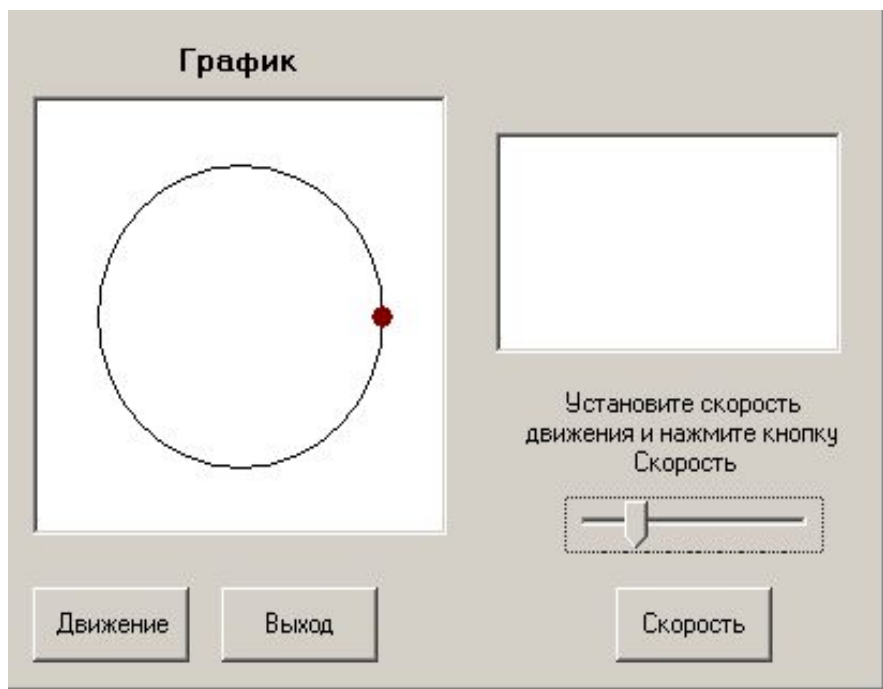 График
Установите скорость
движения и нажмите кнопку
Скорость
Движение
Выход
Скорость